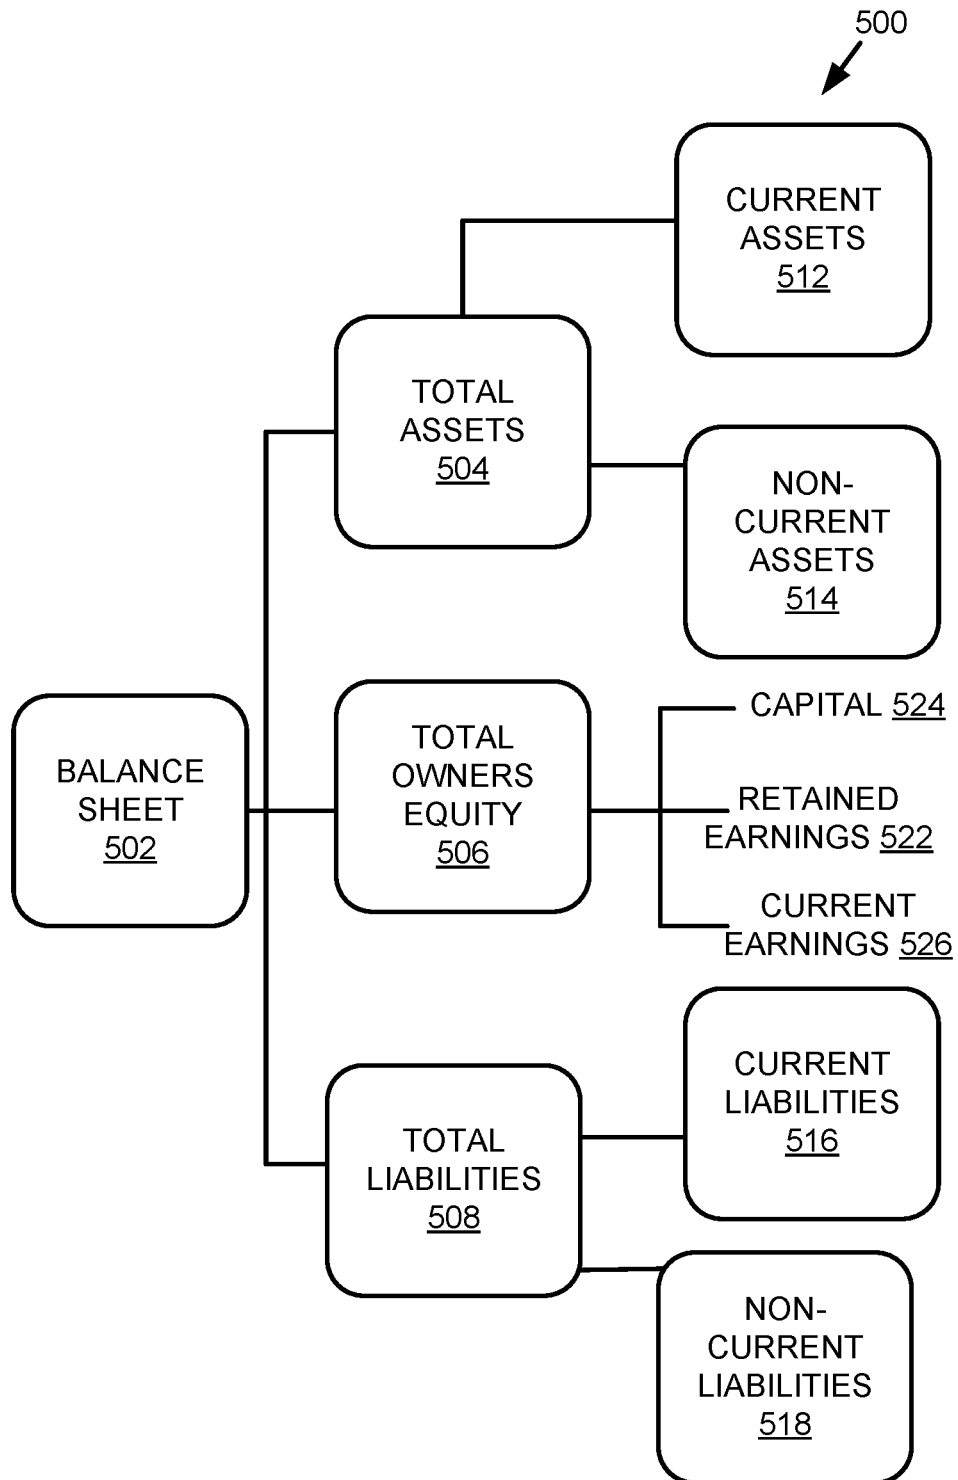 500
CURRENT
ASSETS
512
TOTAL
ASSETS
504
NON-
CURRENT
ASSETS
514
BALANCE
SHEET
502
TOTAL
OWNERS
EQUITY
506
CAPITAL 524
RETAINED
EARNINGS 522
CURRENT
EARNINGS 526
TOTAL
LIABILITIES
508
CURRENT
LIABILITIES
516
NON-
CURRENT
LIABILITIES
518